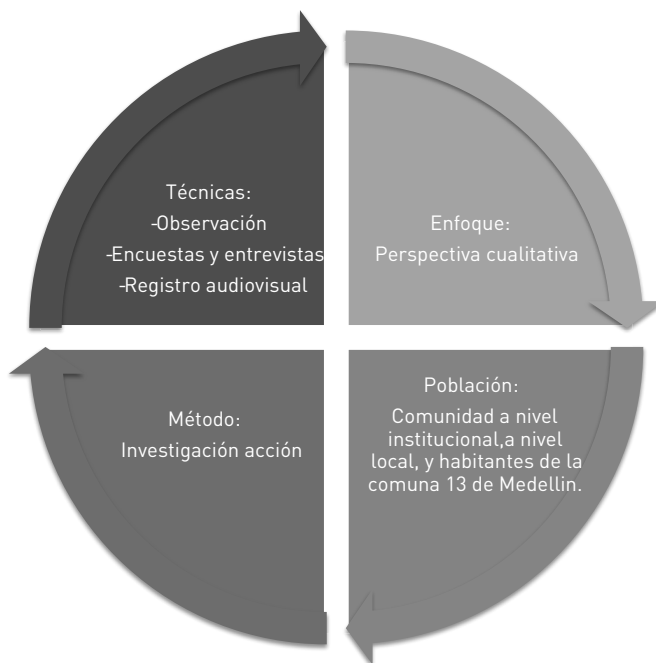 Técnicas:
-Observación
-Encuestas y entrevistas
-Registro audiovisual
Enfoque:
Perspectiva cualitativa
Método:
Investigación acción
Población:
Comunidad a nivel
institucional,a nivel
local, y habitantes de la
comuna 13 de Medellin.